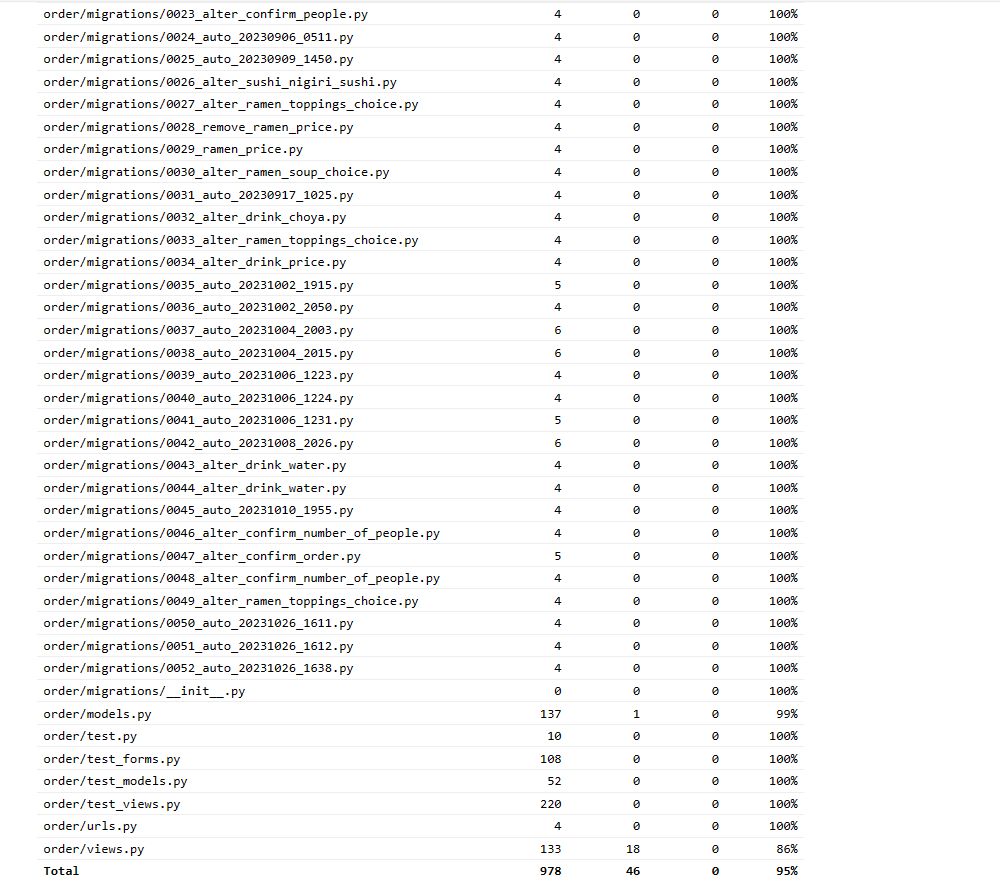 order/migrations/0023_alter_confirm_people.py 4 0 0 100%
order/migrations/0024_auto_20230906_0511.py 4 0 0 100%
order/migrations/0025_auto_20230909_1450.py 4 0 0 100%
order/migrations/0026_alter_sushi_nigiri_sushi.py 4 0 0 100%
order/migrations/0027_alter_ramen_toppings_choice.py 4 0 0 100%
order/migrations/0028_remove_ramen_price.py 4 0 0 100%
order/migrations/0029_ramen_price.py 4 0 0 100%
order/migrations/0030_alter_ramen_soup_choice.py 4 0 0 100%
order/migrations/0031_auto_20230917_1025.py 4 0 0 100%
order/migrations/0032_alter_drink_choya.py 4 0 0 100%
order/migrations/0033_alter_ramen_toppings_choice.py 4 0 0 100%
order/migrations/0034_alter_drink_price.py 4 0 0 100%
order/migrations/0035_auto_20231002_1915.py 5 0 0 100%
order/migrations/0036_auto_20231002_2050.py 4 0 0 100%
order/migrations/0037_auto_20231004_2003.py 6 0 0 100%
order/migrations/0038_auto_20231004_2015.py 6 0 0 100%
order/migrations/0039_auto_20231006_1223.py 4 0 0 100%
order/migrations/0040_auto_20231006_1224.py 4 0 0 100%
order/migrations/0041_auto_20231006_1231.py 5 0 0 100%
order/migrations/0042_auto_20231008_2026.py 6 0 0 100%
order/migrations/0043_alter_drink_water.py 4 0 0 100%
order/migrations/0044_alter_drink_water.py 4 0 0 100%
order/migrations/0045_auto_20231010_1955.py 4 0 0 100%
order/migrations/0046_alter_confirm_number_of_people.py 4 0 0 100%
order/migrations/0047_alter_confirm_order.py 5 0 0 100%
order/migrations/0048_alter_confirm_number_of_people.py 4 0 0 100%
order/migrations/0049_alter_ramen_toppings_choice.py 4 0 0 100%
order/migrations/0050_auto_20231026_1611.py 4 0 0 100%
order/migrations/0051_auto_20231026_1612.py 4 0 0 100%
order/migrations/0052_auto_20231026_1638.py 4 0 0 100%
order/migrations/__init__.py 0 0 0 100%
order/models.py 137 1 0 99%
order/test.py 10 0 0 100%
order/test_forms.py 108 0 0 100%
order/test_models.py 52 0 0 100%
order/test_views.py 220 0 0 100%
order/urls.py 4 0 0 100%
order/views.py 133 18 0 86%
Total 978 46 0 95%